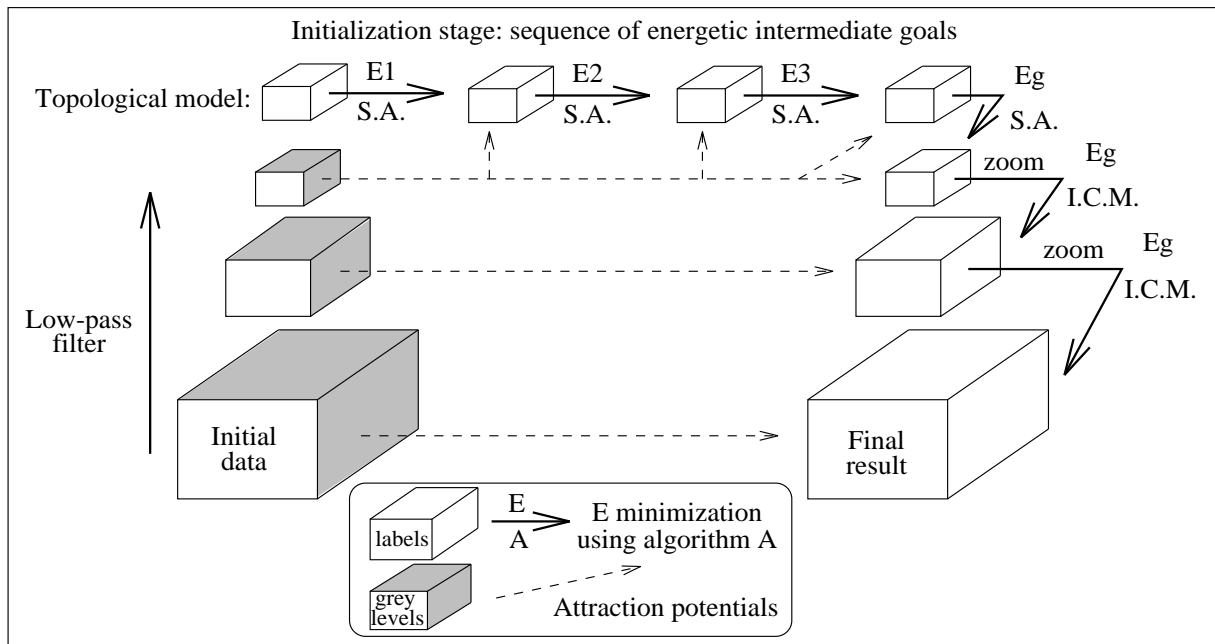 Initialization stage: sequence of energetic intermediate goals
Topological model:
E1
S.A.
E2
S.A.
E3
S.A.
Eg
S.A.
zoom
Eg
I.C.M.
zoom
Eg
I.C.M.
Low-pass
filter
Initial
data
Final
result
labels
E
A
E minimization
using algorithm A
grey
levels
Attraction potentials